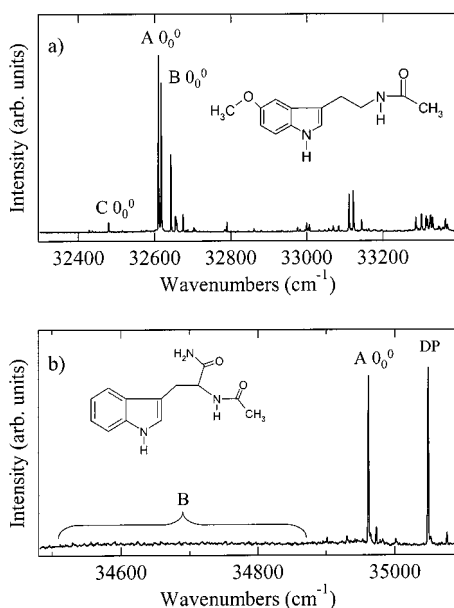 a)
A 0₀⁰
B 0₀⁰
C 0₀⁰
H₃C
O
N
H
O
N
H
CH₃
Intensity (arb. units)
32400 32600 32800 33000 33200
Wavenumbers (cm⁻¹)
b)
A 0₀⁰
DP
H₂N
O
O
N
H
CH₃
N
H
B
Intensity (arb. units)
34600 34800 35000
Wavenumbers (cm⁻¹)